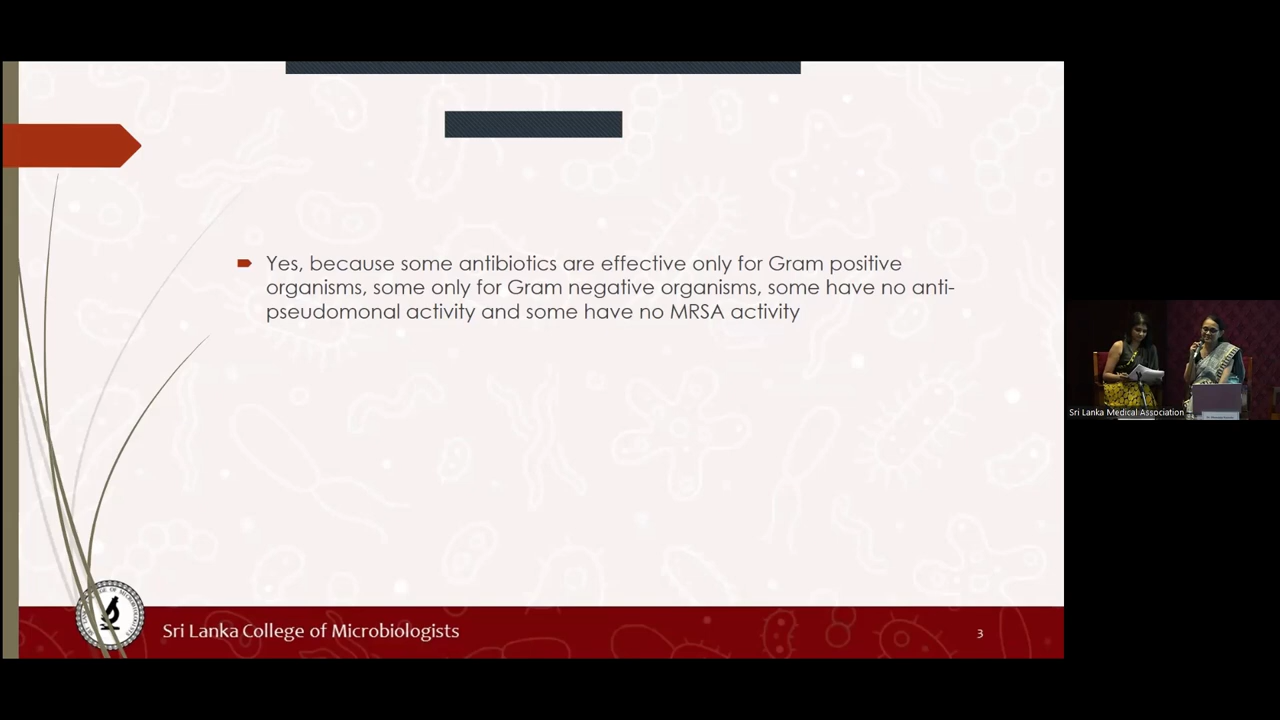 Yes, because some antibiotics are effective only for Gram positive
organisms, some only for Gram negative organisms, some have no anti-
pseudomonal activity and some have no MRSA activity
Sri Lanka Medical Association
Sri Lanka College of Microbiologists
3